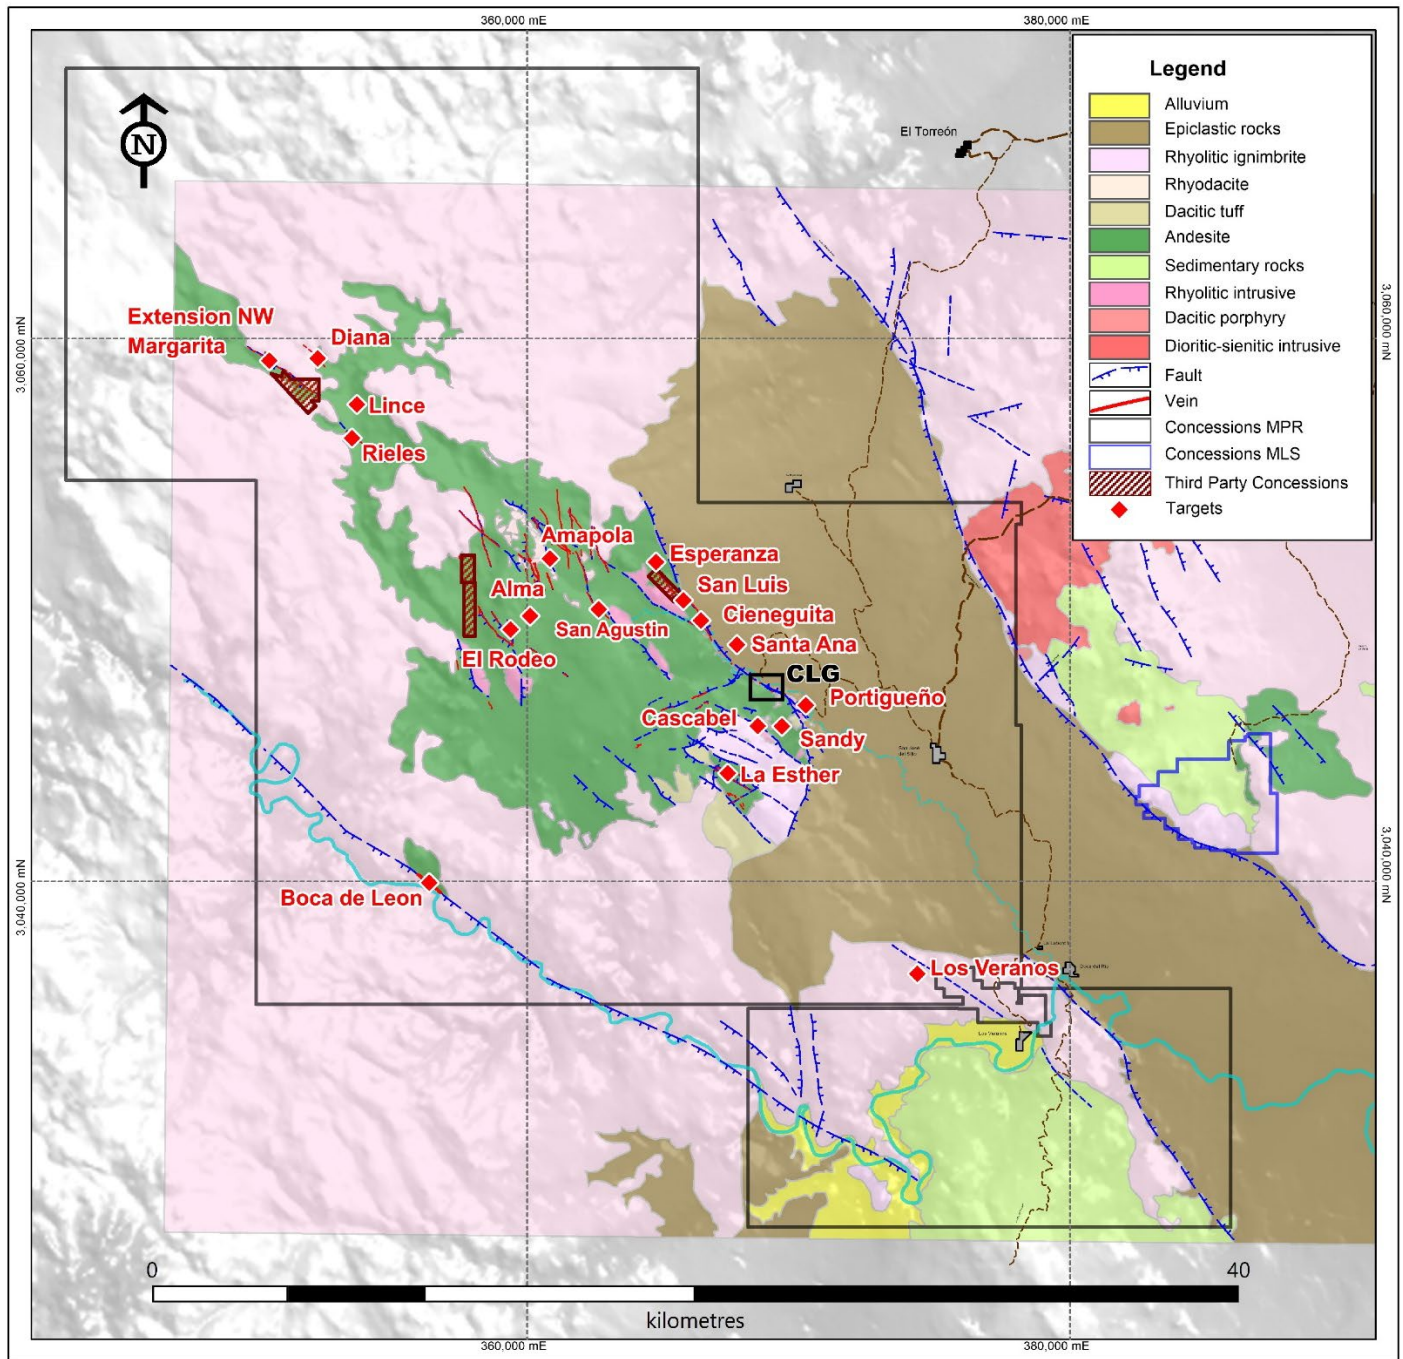 360,000 mE
380,000 mE
Legend
Alluvium
Epiclastic rocks
Rhyolitic ignimbrite
Rhyodacite
Dacitic tuff
Andesite
Sedimentary rocks
Rhyolitic intrusive
Dacitic porphyry
Dioritic-sienitic intrusive
Fault
Vein
Concessions MPR
Concessions MLS
Third Party Concessions
Targets
N
El Torreón
3,060,000 mN
3,060,000 mN
Extension NW
Margarita
Diana
Lince
Rieles
Amapola
Esperanza
Alma
San Luis
Cieneguita
San Agustin
Santa Ana
El Rodeo
CLG
Portigueño
Cascabel
Sandy
La Esther
3,040,000 mN
3,040,000 mN
Boca de Leon
Los Veranos
0
40
kilometres
360,000 mE
380,000 mE